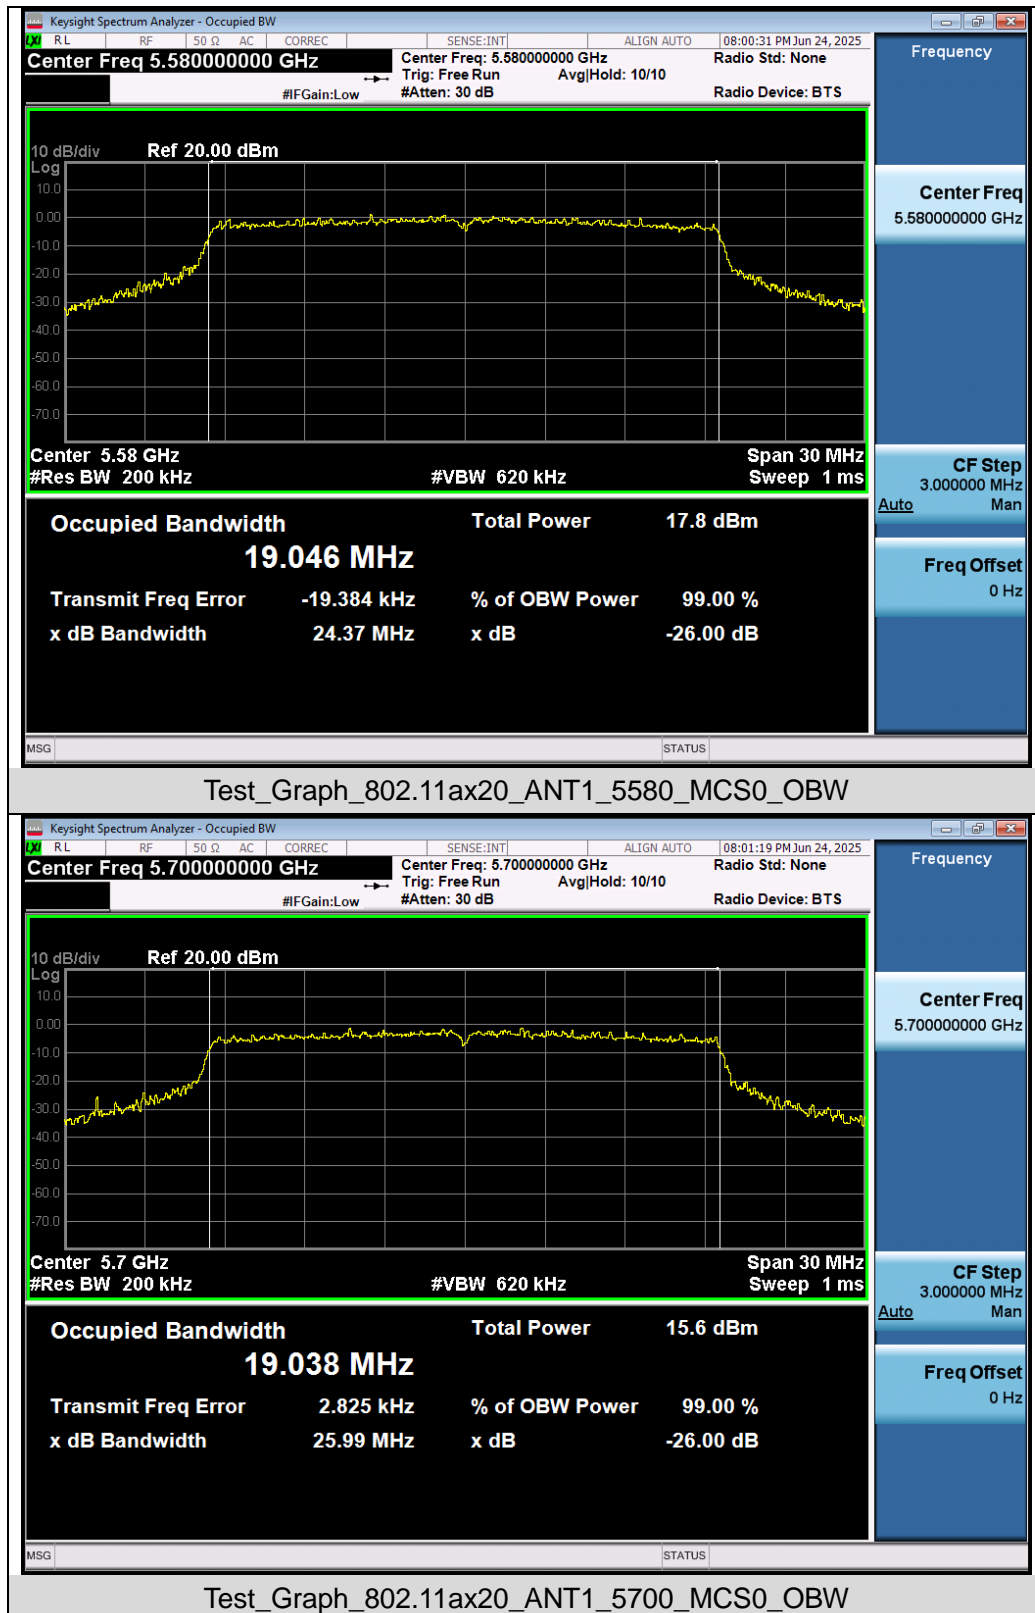 Keysight Spectrum Analyzer - Occupied BW
LXI RL RF 50 Ω AC CORREC SENSE:INT ALIGN AUTO 08:00:31 PM Jun 24, 2025
Center Freq 5.580000000 GHz
Center Freq: 5.580000000 GHz
Radio Std: None
Trig: Free Run Avg|Hold: 10/10
#IFGain:Low
#Atten: 30 dB
Radio Device: BTS
Frequency
10 dB/div Ref 20.00 dBm
Log
10.0
0.00
-10.0
-20.0
-30.0
-40.0
-50.0
-60.0
-70.0
Center 5.58 GHz Span 30 MHz
#Res BW 200 kHz #VBW 620 kHz Sweep 1 ms
Center Freq
5.580000000 GHz
CF Step
3.000000 MHz
Auto Man
Freq Offset
0 Hz
Occupied Bandwidth Total Power 17.8 dBm
19.046 MHz
Transmit Freq Error -19.384 kHz % of OBW Power 99.00 %
x dB Bandwidth 24.37 MHz x dB -26.00 dB
MSG STATUS
Test_Graph_802.11ax20_ANT1_5580_MCS0_OBW
Keysight Spectrum Analyzer - Occupied BW
LXI RL RF 50 Ω AC CORREC SENSE:INT ALIGN AUTO 08:01:19 PM Jun 24, 2025
Center Freq 5.700000000 GHz
Center Freq: 5.700000000 GHz
Radio Std: None
Trig: Free Run Avg|Hold: 10/10
#IFGain:Low
#Atten: 30 dB
Radio Device: BTS
Frequency
10 dB/div Ref 20.00 dBm
Log
10.0
0.00
-10.0
-20.0
-30.0
-40.0
-50.0
-60.0
-70.0
Center 5.7 GHz Span 30 MHz
#Res BW 200 kHz #VBW 620 kHz Sweep 1 ms
Center Freq
5.700000000 GHz
CF Step
3.000000 MHz
Auto Man
Freq Offset
0 Hz
Occupied Bandwidth Total Power 15.6 dBm
19.038 MHz
Transmit Freq Error 2.825 kHz % of OBW Power 99.00 %
x dB Bandwidth 25.99 MHz x dB -26.00 dB
MSG STATUS
Test_Graph_802.11ax20_ANT1_5700_MCS0_OBW